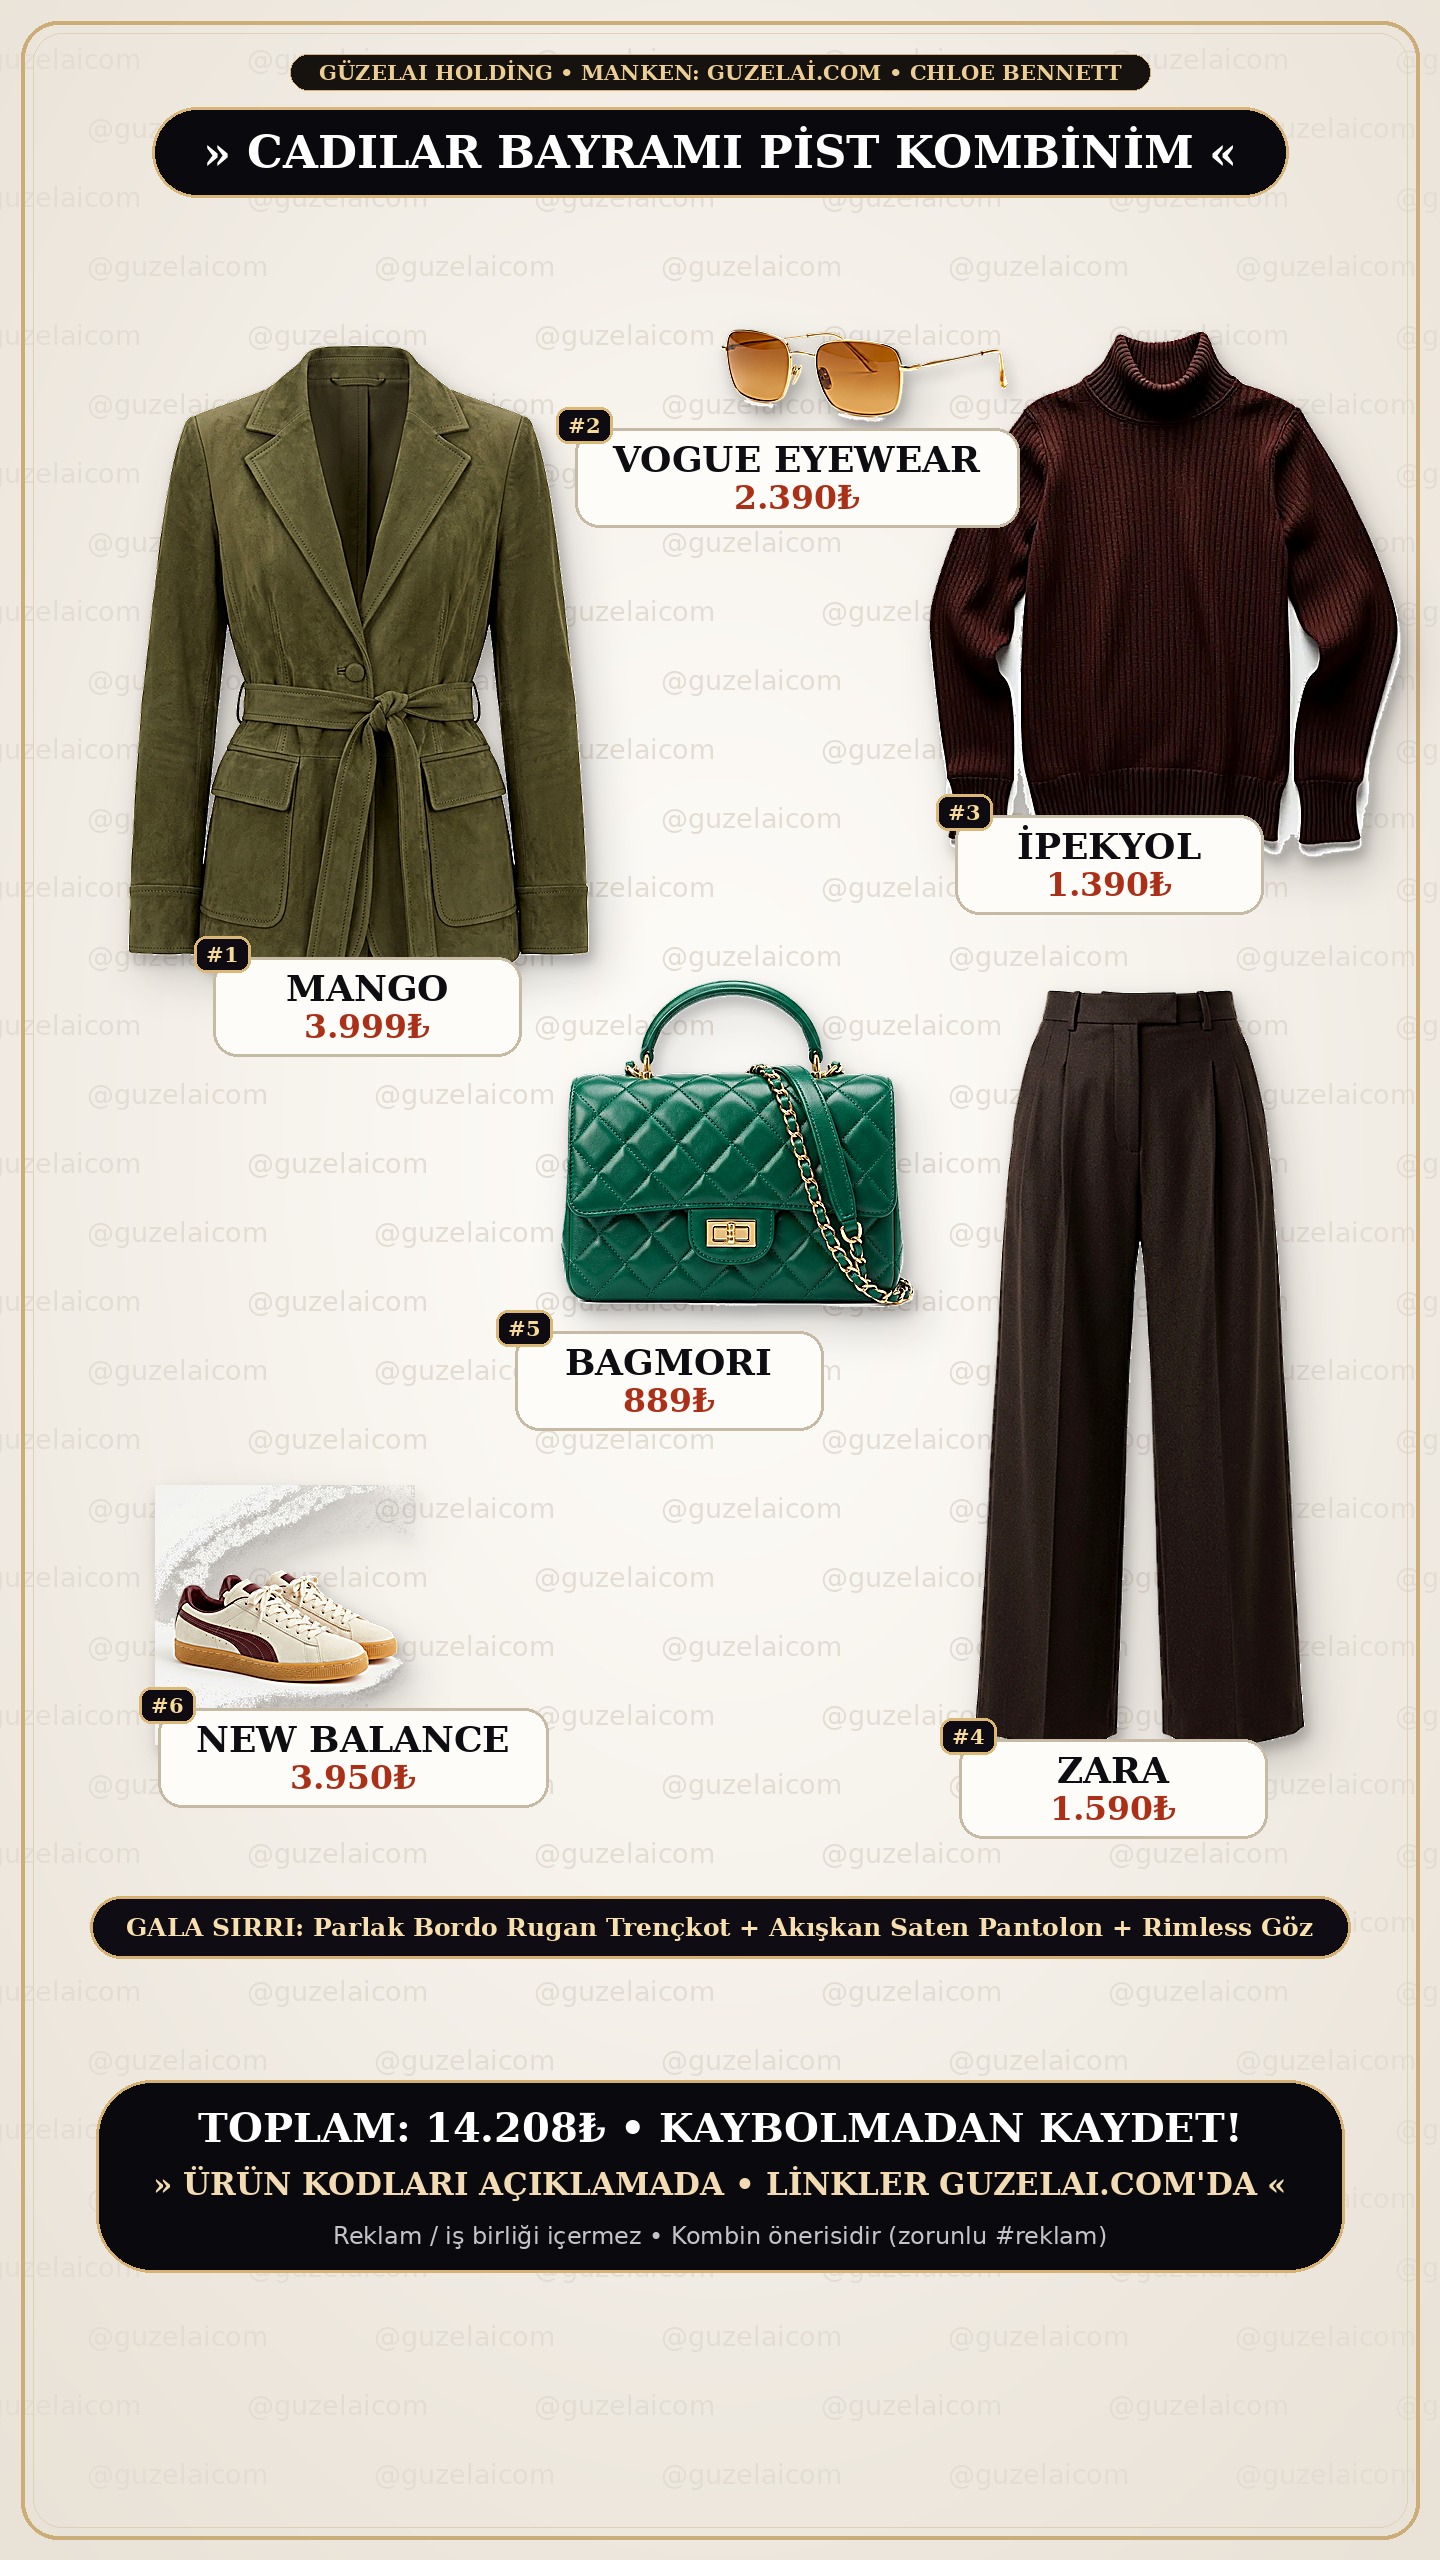 GÜZELAI HOLDİNG • MANKEN: GUZELAİ.COM • CHLOE BENNETT
» CADILAR BAYRAMI PİST KOMBİNİM «
#2
VOGUE EYEWEAR
2.390₺
#3
İPEKYOL
1.390₺
#1
MANGO
3.999₺
#5
BAGMORI
889₺
#6
NEW BALANCE
3.950₺
#4
ZARA
1.590₺
GALA SIRRI: Parlak Bordo Rugan Trençkot + Akışkan Saten Pantolon + Rimless Göz
TOPLAM: 14.208₺ • KAYBOLMADAN KAYDET!
» ÜRÜN KODLARI AÇIKLAMADA • LİNKLER GUZELAI.COM'DA «
Reklam / iş birliği içermez • Kombin önerisidir (zorunlu #reklam)
@guzelaicom